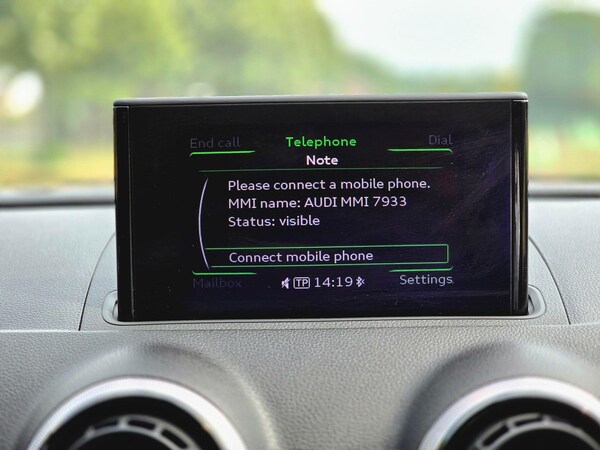 End call Telephone Dial
Note
Please connect a mobile phone.
MMI name: AUDI MMI 7933
Status: visible
Connect mobile phone
Mailbox TP 14:19 Settings